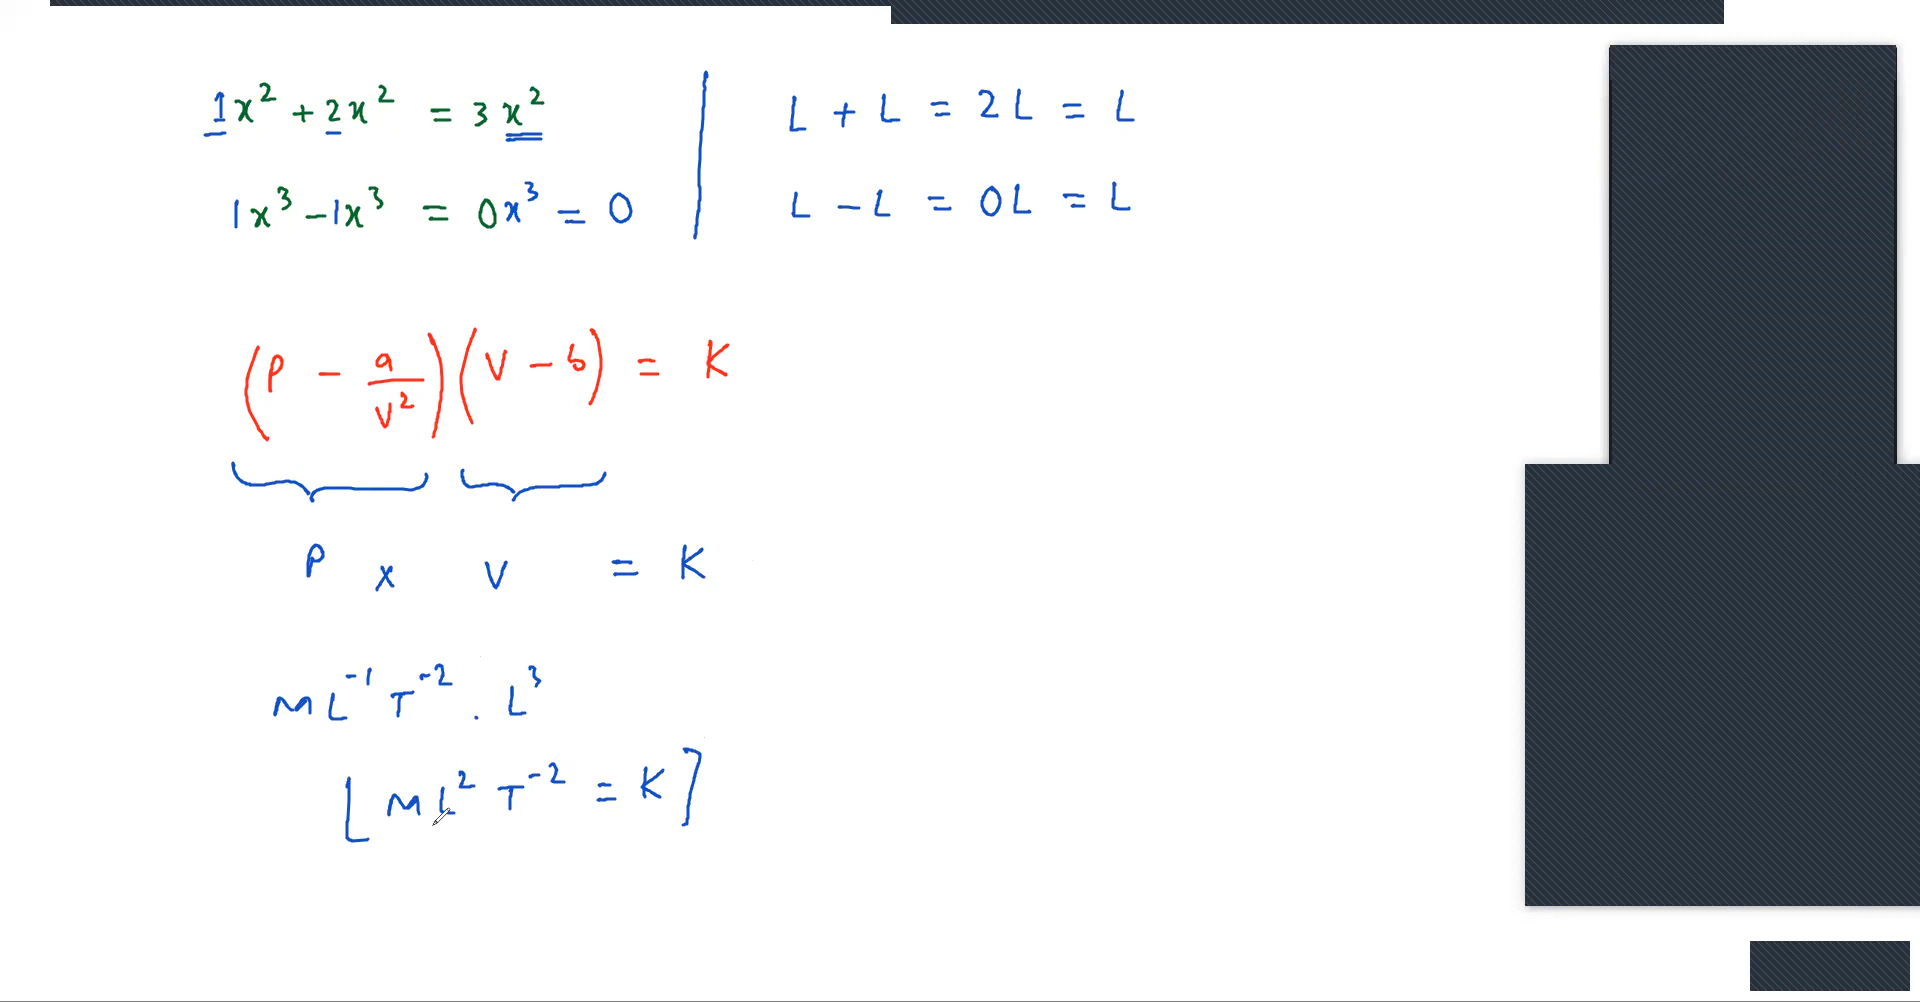 1x² + 2x² = 3x²
1x³ - 1x³ = 0x³ = 0
L + L = 2L = L
L - L = 0L = L
(P - a/V²)(V - b) = K
P x V = K
ML⁻¹T⁻² . L³
[ML²T⁻² = K]